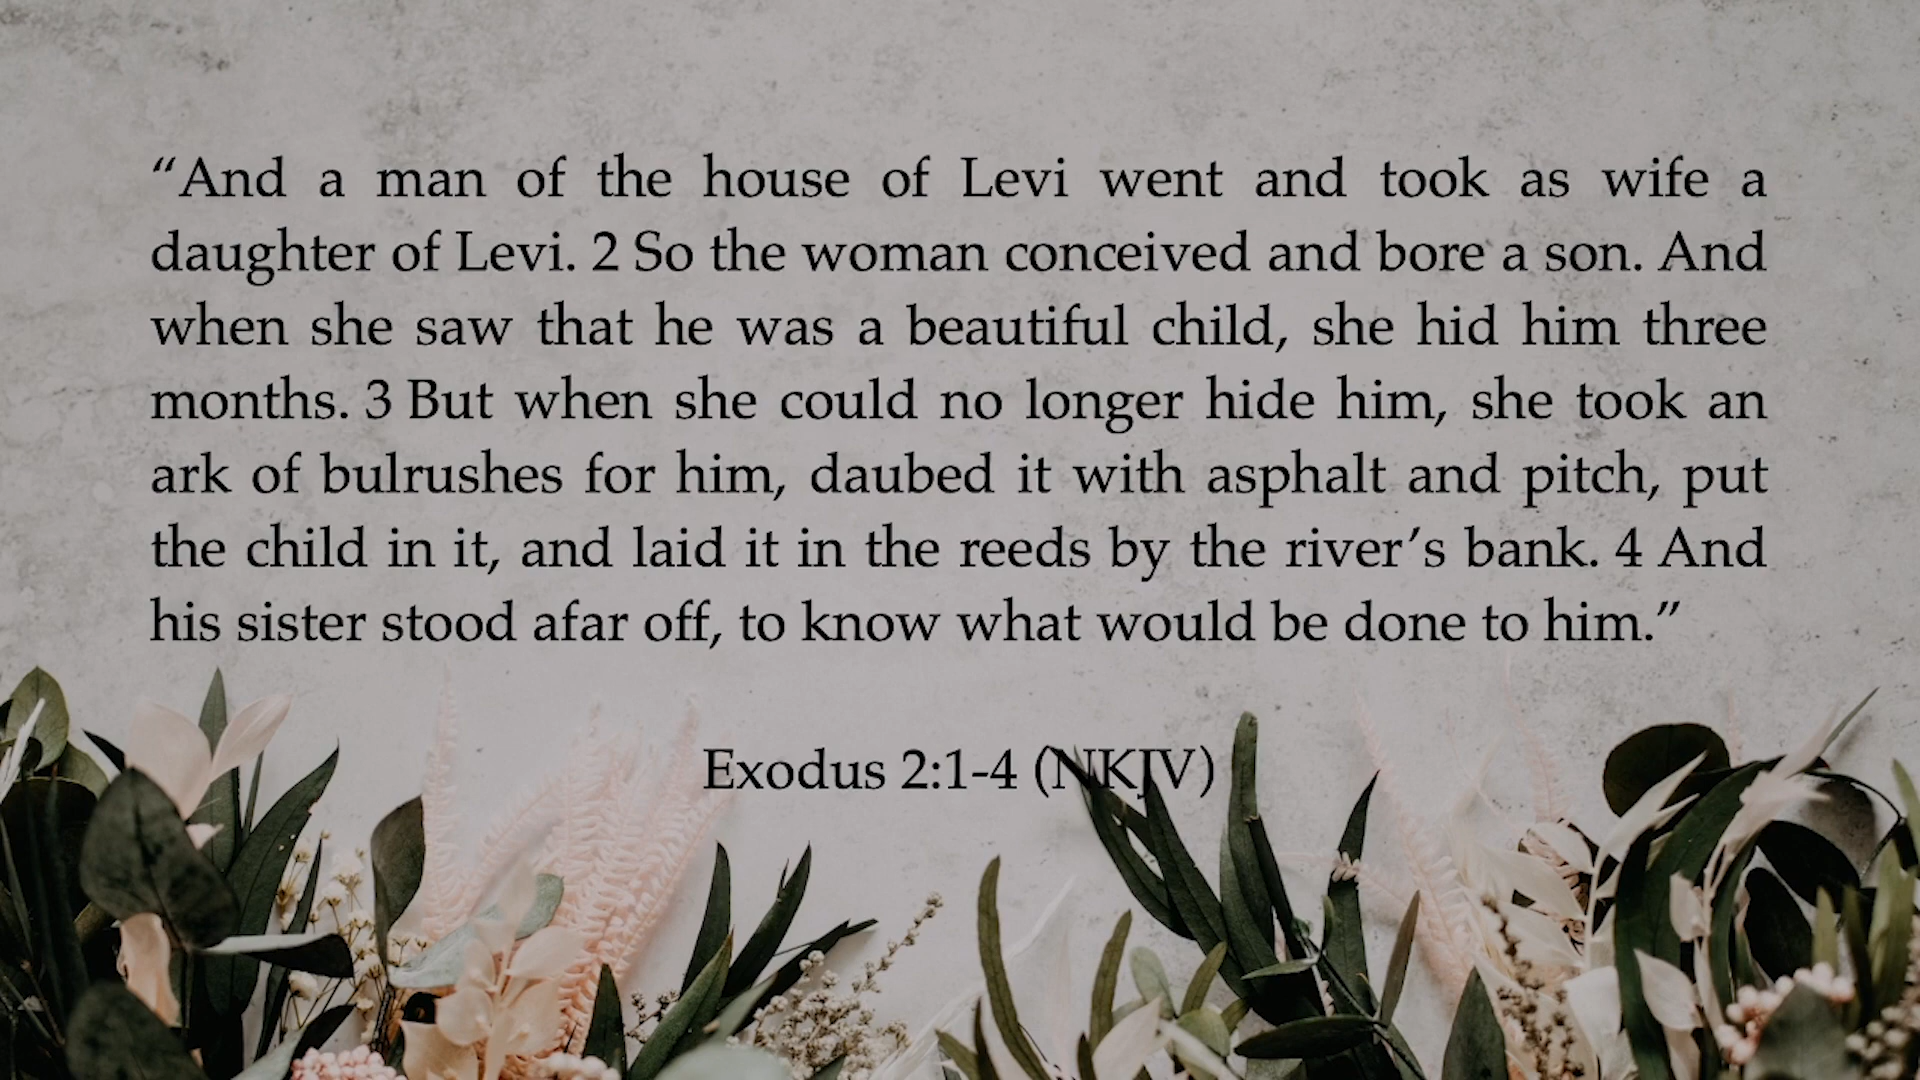 “And a man of the house of Levi went and took as wife a
daughter of Levi. 2 So the woman conceived and bore a son. And
when she saw that he was a beautiful child, she hid him three
months. 3 But when she could no longer hide him, she took an
ark of bulrushes for him, daubed it with asphalt and pitch, put
the child in it, and laid it in the reeds by the river’s bank. 4 And
his sister stood afar off, to know what would be done to him.”
Exodus 2:1-4 (NKJV)